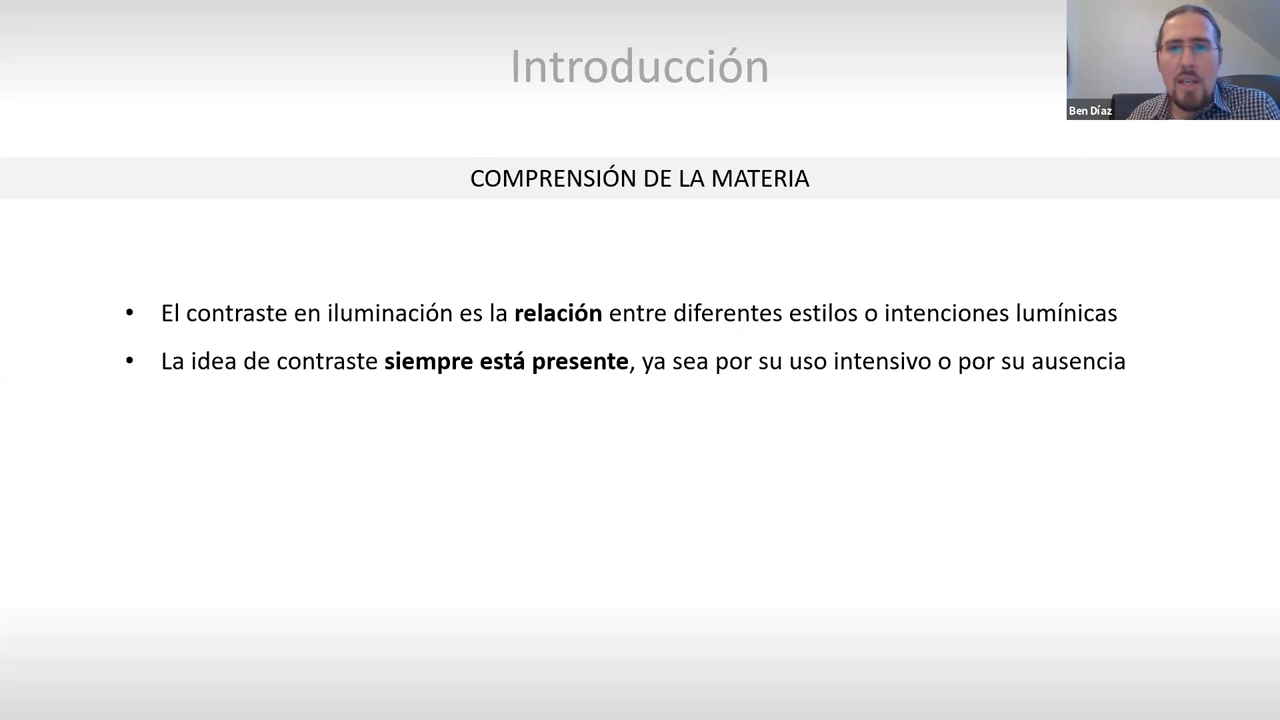 Introducción
Ben Díaz
COMPRENSIÓN DE LA MATERIA
• El contraste en iluminación es la relación entre diferentes estilos o intenciones lumínicas
• La idea de contraste siempre está presente, ya sea por su uso intensivo o por su ausencia